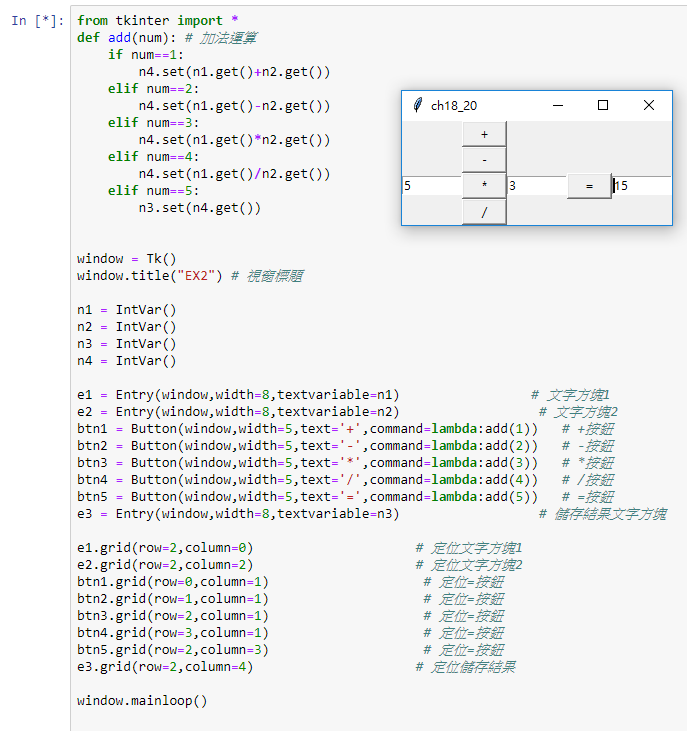 In [*]:
from tkinter import *
def add(num): # 加法運算
    if num==1:
        n4.set(n1.get()+n2.get())
    elif num==2:
        n4.set(n1.get()-n2.get())
    elif num==3:
        n4.set(n1.get()*n2.get())
    elif num==4:
        n4.set(n1.get()/n2.get())
    elif num==5:
        n3.set(n4.get())
window = Tk()
window.title("EX2") # 視窗標題
n1 = IntVar()
n2 = IntVar()
n3 = IntVar()
n4 = IntVar()
e1 = Entry(window,width=8,textvariable=n1) # 文字方塊1
e2 = Entry(window,width=8,textvariable=n2) # 文字方塊2
btn1 = Button(window,width=5,text='+',command=lambda:add(1)) # +按鈕
btn2 = Button(window,width=5,text='-',command=lambda:add(2)) # -按鈕
btn3 = Button(window,width=5,text='*',command=lambda:add(3)) # *按鈕
btn4 = Button(window,width=5,text='/',command=lambda:add(4)) # /按鈕
btn5 = Button(window,width=5,text='=',command=lambda:add(5)) # =按鈕
e3 = Entry(window,width=8,textvariable=n3) # 儲存結果文字方塊
e1.grid(row=2,column=0) # 定位文字方塊1
e2.grid(row=2,column=2) # 定位文字方塊2
btn1.grid(row=0,column=1) # 定位=按鈕
btn2.grid(row=1,column=1) # 定位=按鈕
btn3.grid(row=2,column=1) # 定位=按鈕
btn4.grid(row=3,column=1) # 定位=按鈕
btn5.grid(row=2,column=3) # 定位=按鈕
e3.grid(row=2,column=4) # 定位儲存結果
window.mainloop()
ch18_20
+
-
5 * 3 = 15
/